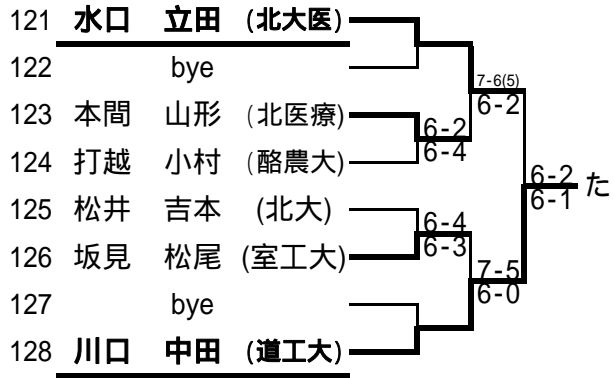 121 水口 立田 (北大医)
122 bye
7-6(5)
6-2
123 本間 山形 (北医療)
6-2
6-4
124 打越 小村 (酪農大)
6-2
6-1
た
125 松井 吉本 (北大)
6-4
6-3
126 坂見 松尾 (室工大)
7-5
6-0
127 bye
128 川口 中田 (道工大)